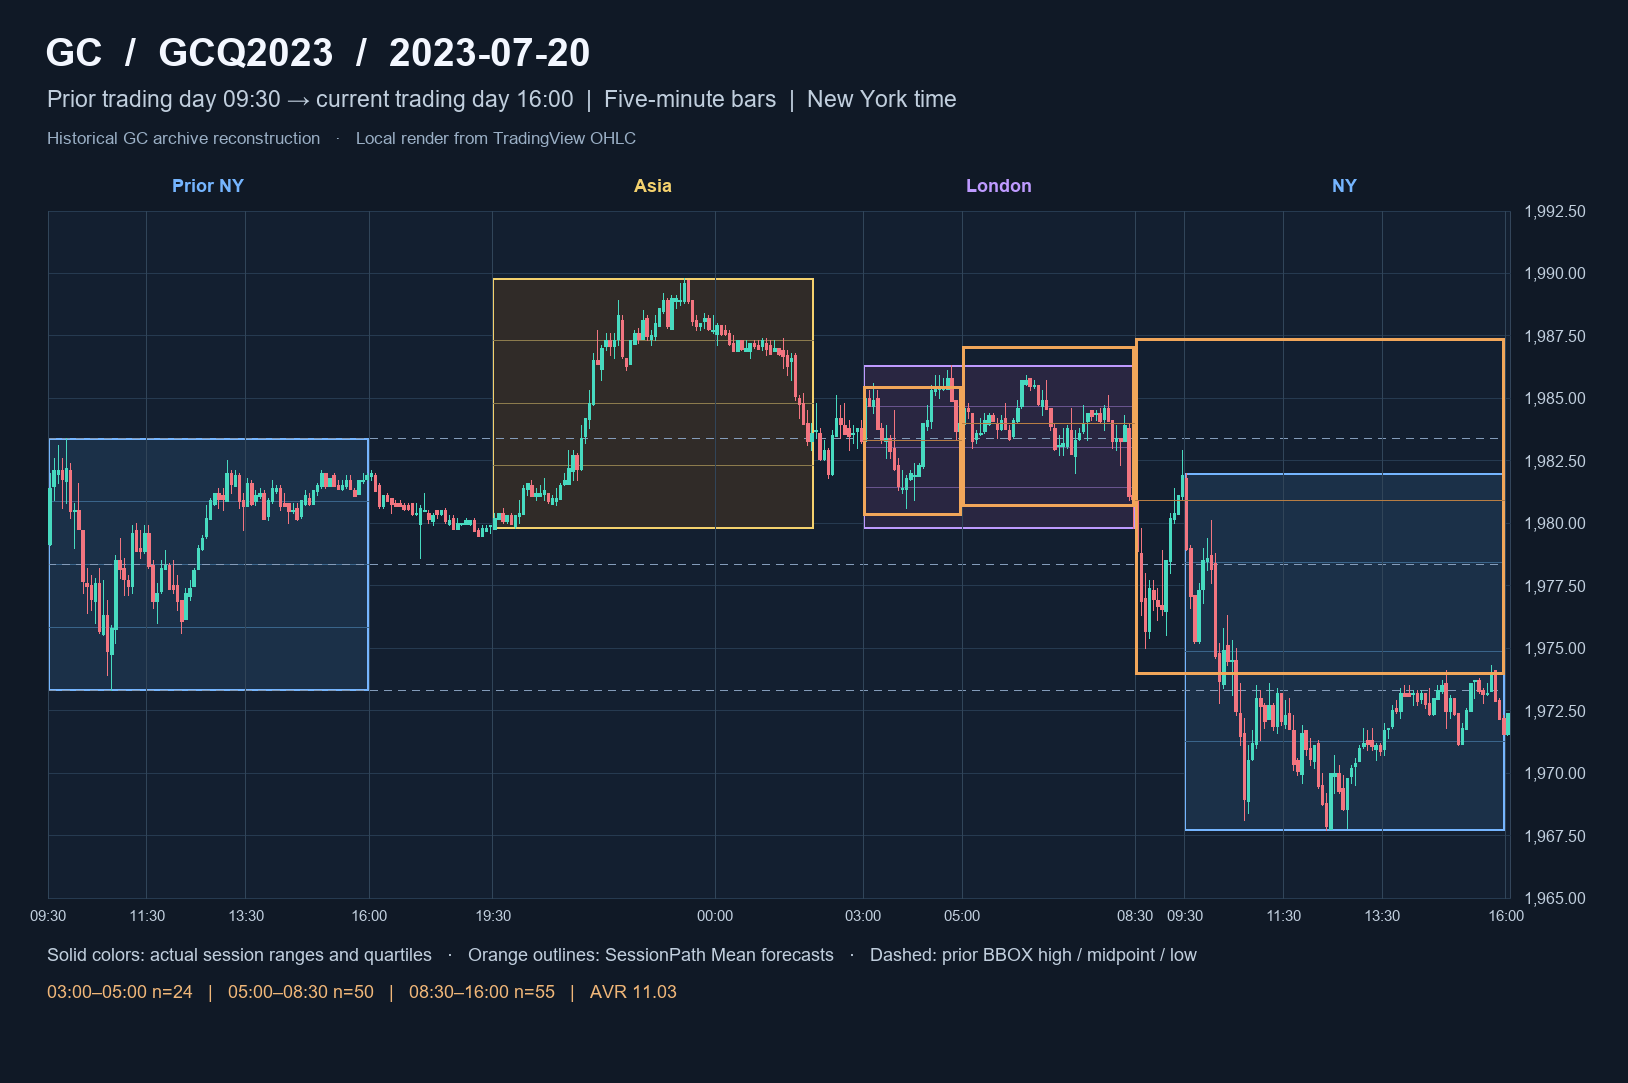 GC / GCQ2023 / 2023-07-20
Prior trading day 09:30 → current trading day 16:00 | Five-minute bars | New York time
Historical GC archive reconstruction · Local render from TradingView OHLC
Prior NY Asia London NY
1,992.50
1,990.00
1,987.50
1,985.00
1,982.50
1,980.00
1,977.50
1,975.00
1,972.50
1,970.00
1,967.50
1,965.00
09:30 11:30 13:30 16:00 19:30 00:00 03:00 05:00 08:30 09:30 11:30 13:30 16:00
Solid colors: actual session ranges and quartiles · Orange outlines: SessionPath Mean forecasts · Dashed: prior BBOX high / midpoint / low
03:00–05:00 n=24 | 05:00–08:30 n=50 | 08:30–16:00 n=55 | AVR 11.03